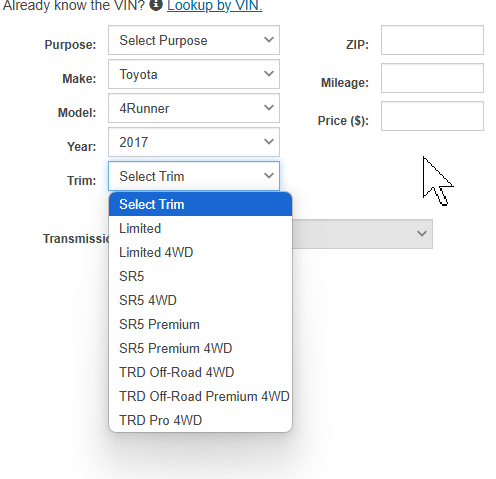 Already know the VIN? Lookup by VIN.
Purpose: Select Purpose ZIP:
Make: Toyota Mileage:
Model: 4Runner Price ($):
Year: 2017
Trim: Select Trim
Select Trim
Limited
Transmissio
Limited 4WD
SR5
SR5 4WD
SR5 Premium
SR5 Premium 4WD
TRD Off-Road 4WD
TRD Off-Road Premium 4WD
TRD Pro 4WD